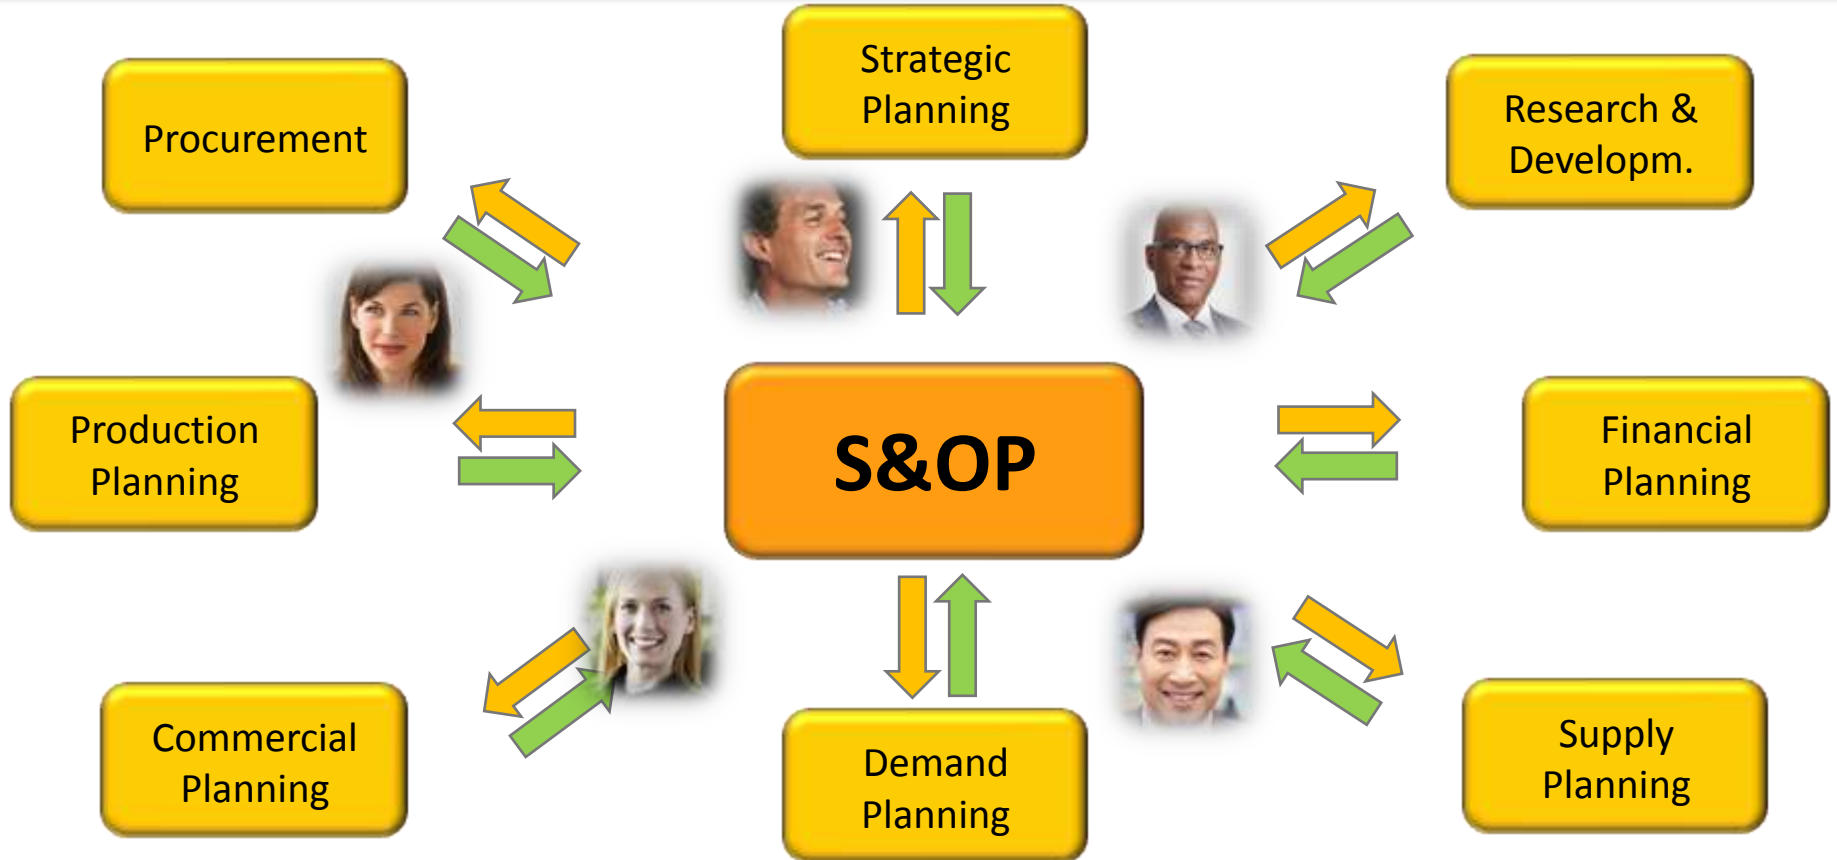 Strategic
Planning
Procurement
Research &
Developm.
Production
Planning
S&OP
Financial
Planning
Commercial
Planning
Demand
Planning
Supply
Planning